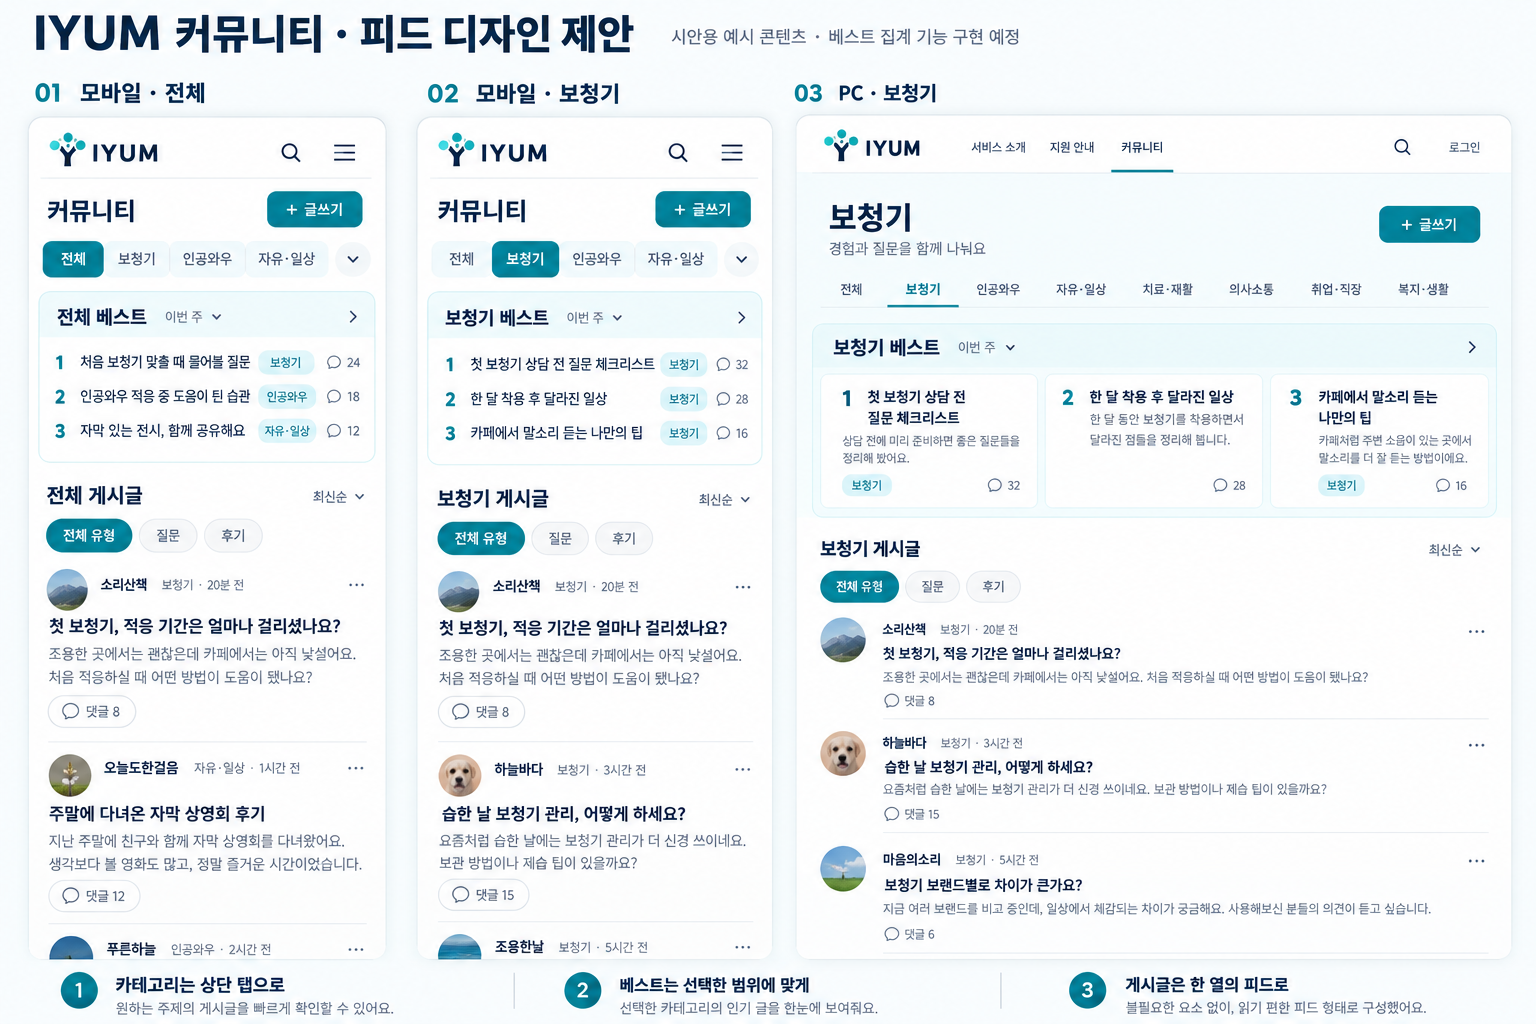 IYUM 커뮤니티 · 피드 디자인 제안
시안용 예시 콘텐츠 · 베스트 집계 기능 구현 예정
01 모바일 · 전체
IYUM
커뮤니티
+ 글쓰기
전체 보청기 인공와우 자유·일상
전체 베스트 이번 주
1 처음 보청기 맞출 때 물어볼 질문 보청기 24
2 인공와우 적응 중 도움이 된 습관 인공와우 18
3 자막 있는 전시, 함께 공유해요 자유·일상 12
전체 게시글 최신순
전체 유형 질문 후기
소리산책 보청기 · 20분 전
첫 보청기, 적응 기간은 얼마나 걸리셨나요?
조용한 곳에서는 괜찮은데 카페에서는 아직 낯설어요.
처음 적응하실 때 어떤 방법이 도움이 됐나요?
댓글 8
오늘도한걸음 자유·일상 · 1시간 전
주말에 다녀온 자막 상영회 후기
지난 주말에 친구와 함께 자막 상영회를 다녀왔어요.
생각보다 볼 영화도 많고, 정말 즐거운 시간이었습니다.
댓글 12
푸른하늘 인공와우 · 2시간 전
02 모바일 · 보청기
IYUM
커뮤니티
+ 글쓰기
전체 보청기 인공와우 자유·일상
보청기 베스트 이번 주
1 첫 보청기 상담 전 질문 체크리스트 보청기 32
2 한 달 착용 후 달라진 일상 보청기 28
3 카페에서 말소리 듣는 나만의 팁 보청기 16
보청기 게시글 최신순
전체 유형 질문 후기
소리산책 보청기 · 20분 전
첫 보청기, 적응 기간은 얼마나 걸리셨나요?
조용한 곳에서는 괜찮은데 카페에서는 아직 낯설어요.
처음 적응하실 때 어떤 방법이 도움이 됐나요?
댓글 8
하늘바다 보청기 · 3시간 전
습한 날 보청기 관리, 어떻게 하세요?
요즘처럼 습한 날에는 보청기 관리가 더 신경 쓰이네요.
보관 방법이나 제습 팁이 있을까요?
댓글 15
조용한날 보청기 · 5시간 전
03 PC · 보청기
IYUM 서비스 소개 지원 안내 커뮤니티 로그인
보청기
경험과 질문을 함께 나눠요
+ 글쓰기
전체 보청기 인공와우 자유·일상 치료·재활 의사소통 취업·직장 복지·생활
보청기 베스트 이번 주
1 첫 보청기 상담 전
질문 체크리스트
상담 전에 미리 준비하면 좋은 질문들을
정리해 봤어요.
보청기 32
2 한 달 착용 후 달라진 일상
한 달 동안 보청기를 착용하면서
달라진 점들을 정리해 봅니다.
28
3 카페에서 말소리 듣는
나만의 팁
카페처럼 주변 소음이 있는 곳에서
말소리를 더 잘 듣는 방법이에요.
보청기 16
보청기 게시글 최신순
전체 유형 질문 후기
소리산책 보청기 · 20분 전
첫 보청기, 적응 기간은 얼마나 걸리셨나요?
조용한 곳에서는 괜찮은데 카페에서는 아직 낯설어요. 처음 적응하실 때 어떤 방법이 도움이 됐나요?
댓글 8
하늘바다 보청기 · 3시간 전
습한 날 보청기 관리, 어떻게 하세요?
요즘처럼 습한 날에는 보청기 관리가 더 신경 쓰이네요. 보관 방법이나 제습 팁이 있을까요?
댓글 15
마음의소리 보청기 · 5시간 전
보청기 브랜드별로 차이가 큰가요?
지금 여러 브랜드를 비고 중인데, 일상에서 체감되는 차이가 궁금해요. 사용해보신 분들의 의견이 듣고 싶습니다.
댓글 6
1 카테고리는 상단 탭으로
원하는 주제의 게시글을 빠르게 확인할 수 있어요.
2 베스트는 선택한 범위에 맞게
선택한 카테고리의 인기 글을 한눈에 보여줘요.
3 게시글은 한 열의 피드로
불필요한 요소 없이, 읽기 편한 피드 형태로 구성했어요.